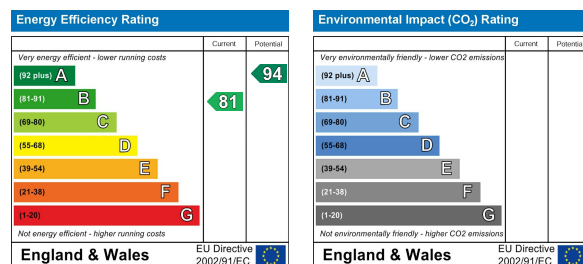 Energy Efficiency Rating
Current Potential
Very energy efficient - lower running costs
(92 plus) A
(81-91) B
(69-80) C
(55-68) D
(39-54) E
(21-38) F
(1-20) G
81
94
Not energy efficient - higher running costs
England & Wales
EU Directive
2002/91/EC
Environmental Impact (CO2) Rating
Current Potential
Very environmentally friendly - lower CO2 emissions
(92 plus) A
(81-91) B
(69-80) C
(55-68) D
(39-54) E
(21-38) F
(1-20) G
Not environmentally friendly - higher CO2 emissions
England & Wales
EU Directive
2002/91/EC